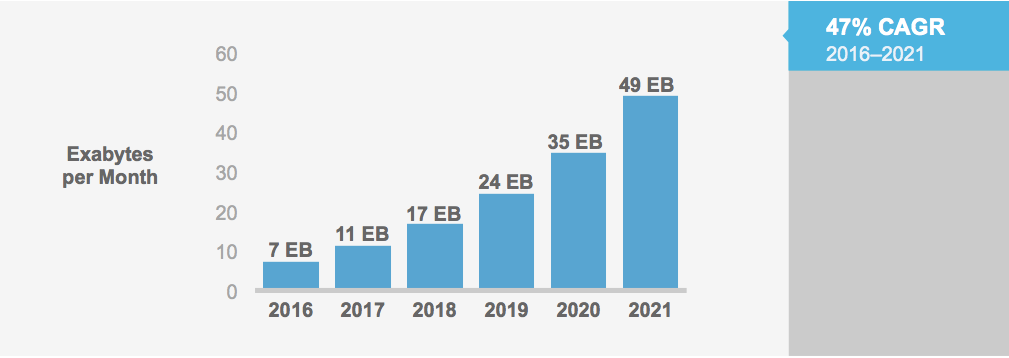 47% CAGR
2016–2021
Exabytes
per Month
60
50
40
30
20
10
0
7 EB
11 EB
17 EB
24 EB
35 EB
49 EB
2016
2017
2018
2019
2020
2021